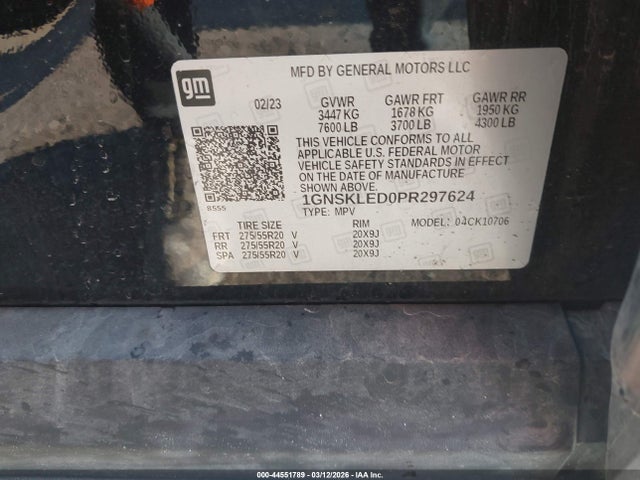 gm
MFD BY GENERAL MOTORS LLC
02/23 GVWR GAWR FRT GAWR RR
3447 KG 1678 KG 1950 KG
7600 LB 3700 LB 4300 LB
THIS VEHICLE CONFORMS TO ALL
APPLICABLE U.S. FEDERAL MOTOR
VEHICLE SAFETY STANDARDS IN EFFECT
ON THE DATE OF MANUFACTURE
SHOWN ABOVE.
8555 1GNSKLED0PR297624
TYPE: MPV MODEL: 04CK10706
TIRE SIZE RIM
FRT 275/55R20 V 20X9J
RR 275/55R20 V 20X9J
SPA 275/55R20 V 20X9J
000-44551789 - 03/12/2026 - IAA Inc.